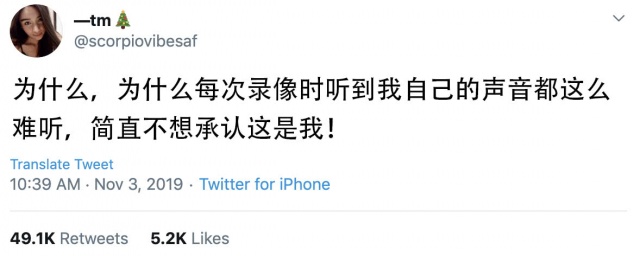 —tm🎄
@scorpiovibesaf
为什么，为什么每次录像时听到我自己的声音都这么
难听，简直不想承认这是我！
Translate Tweet
10:39 AM · Nov 3, 2019 · Twitter for iPhone
49.1K Retweets 5.2K Likes